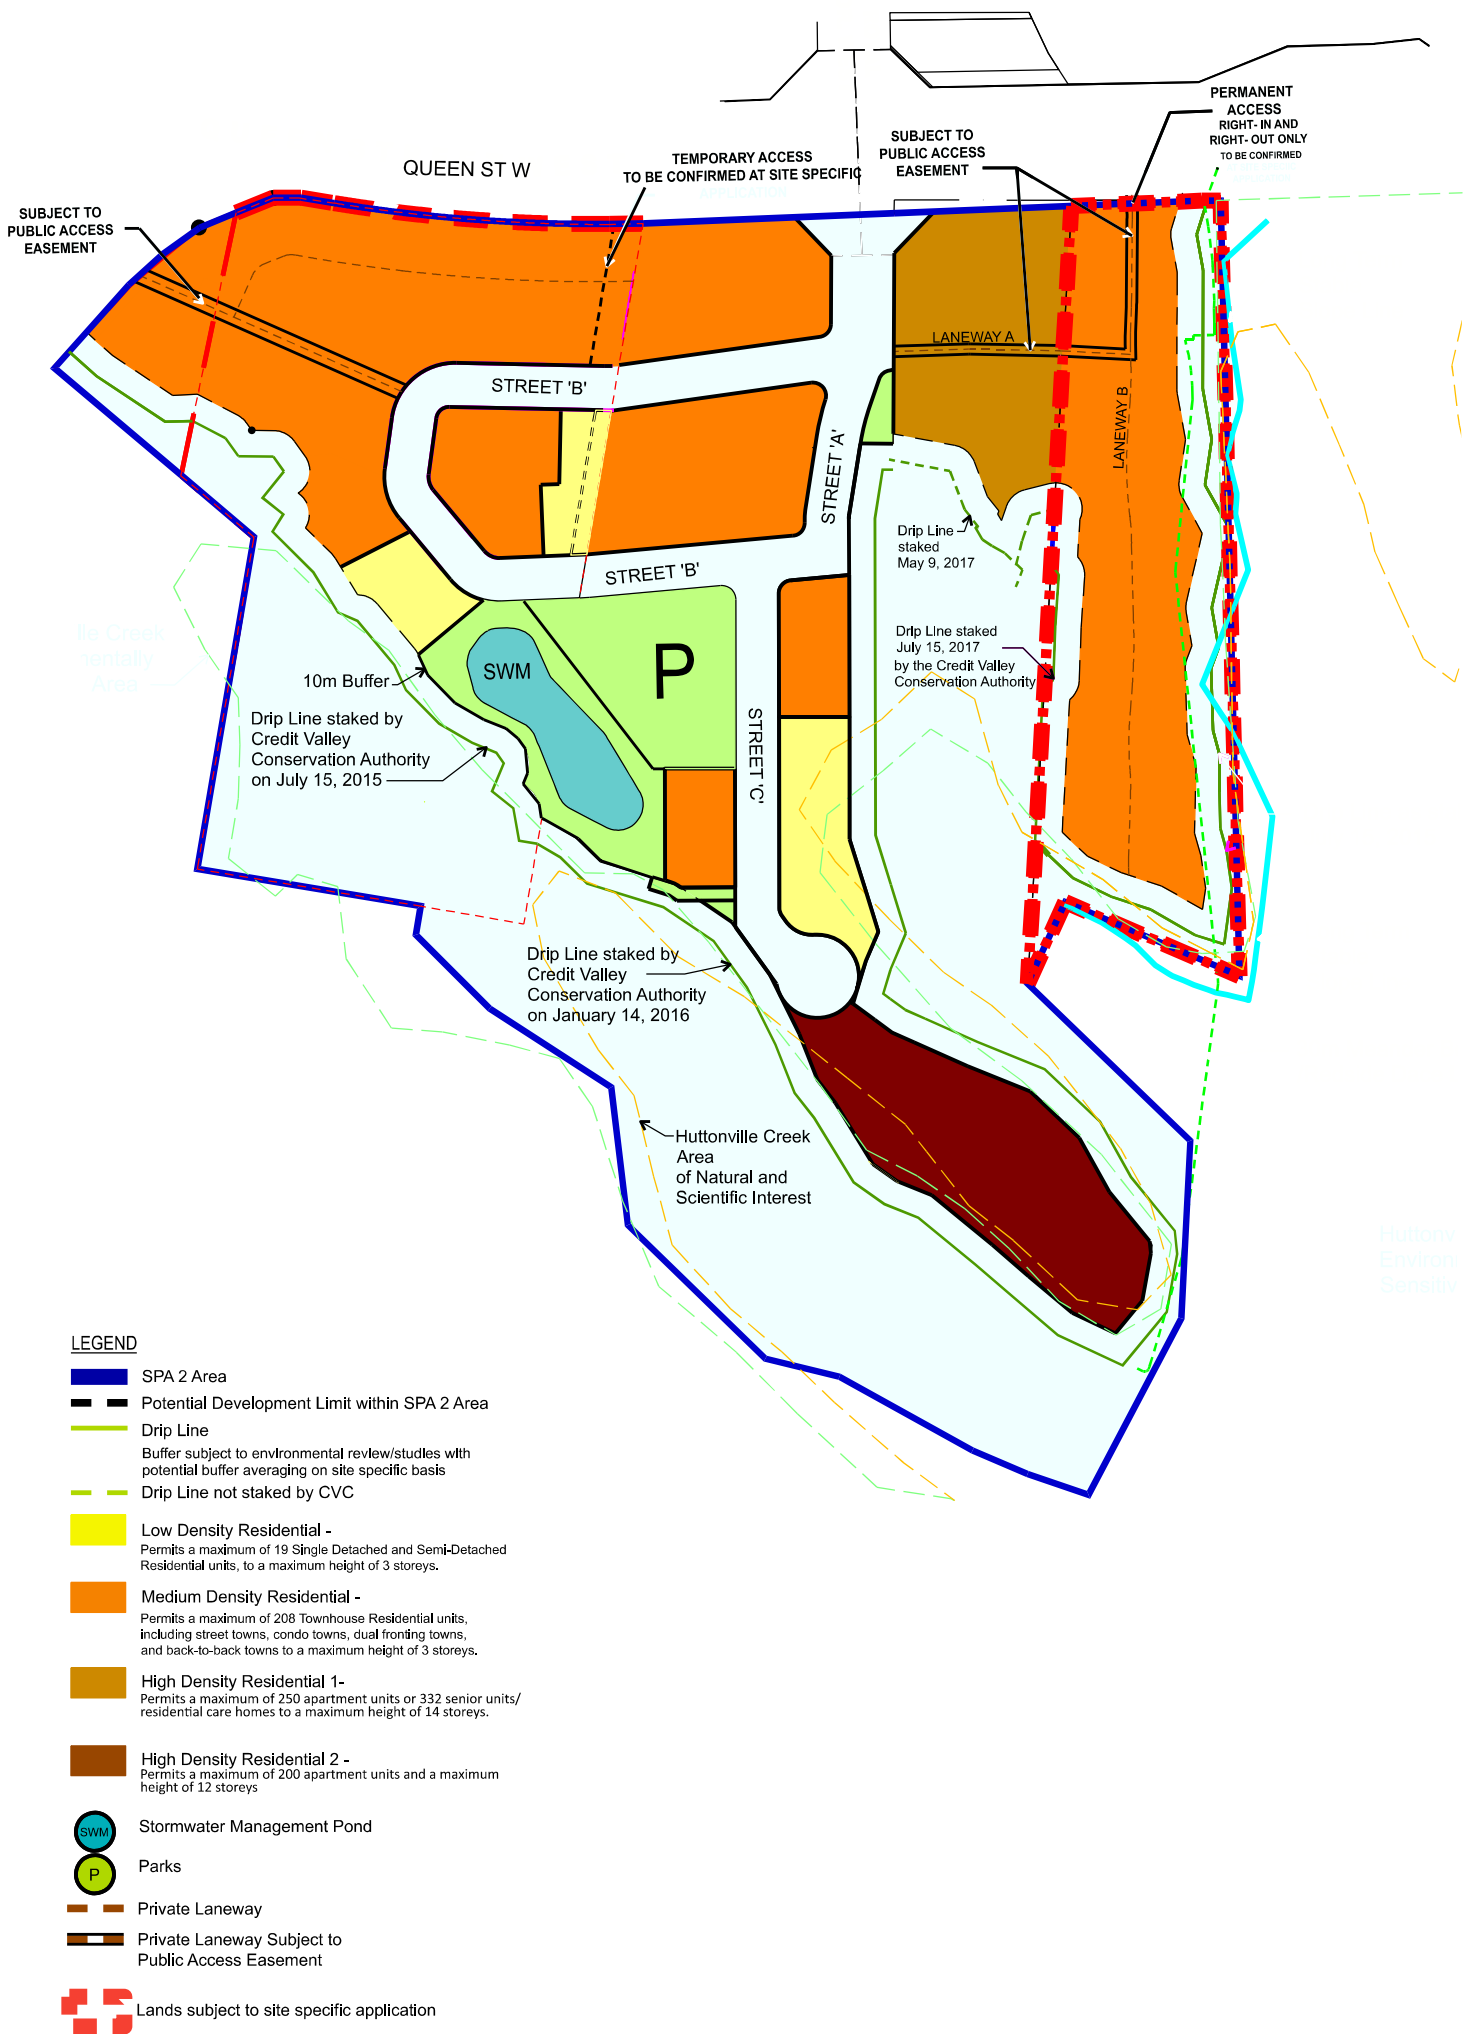 PERMANENT
ACCESS
RIGHT- IN AND
RIGHT- OUT ONLY
TO BE CONFIRMED
SUBJECT TO
PUBLIC ACCESS
EASEMENT
TEMPORARY ACCESS
TO BE CONFIRMED AT SITE SPECIFIC
QUEEN ST W
SUBJECT TO
PUBLIC ACCESS
EASEMENT
LANEWAY A
LANEWAY B
STREET 'B'
STREET 'A'
Drip Line
staked
May 9, 2017
STREET 'B'
Drip Line staked
July 15, 2017
by the Credit Valley
Conservation Authority
P
SWM
10m Buffer
Drip Line staked by
Credit Valley
Conservation Authority
on July 15, 2015
STREET 'C'
Drip Line staked by
Credit Valley
Conservation Authority
on January 14, 2016
Huttonville Creek
Area
of Natural and
Scientific Interest
LEGEND
SPA 2 Area
Potential Development Limit within SPA 2 Area
Drip Line
Buffer subject to environmental review/studies with
potential buffer averaging on site specific basis
Drip Line not staked by CVC
Low Density Residential -
Permits a maximum of 19 Single Detached and Semi-Detached
Residential units, to a maximum height of 3 storeys.
Medium Density Residential -
Permits a maximum of 208 Townhouse Residential units,
including street towns, condo towns, dual fronting towns,
and back-to-back towns to a maximum height of 3 storeys.
High Density Residential 1-
Permits a maximum of 250 apartment units or 332 senior units/
residential care homes to a maximum height of 14 storeys.
High Density Residential 2 -
Permits a maximum of 200 apartment units and a maximum
height of 12 storeys
SWM
Stormwater Management Pond
P
Parks
Private Laneway
Private Laneway Subject to
Public Access Easement
Lands subject to site specific application